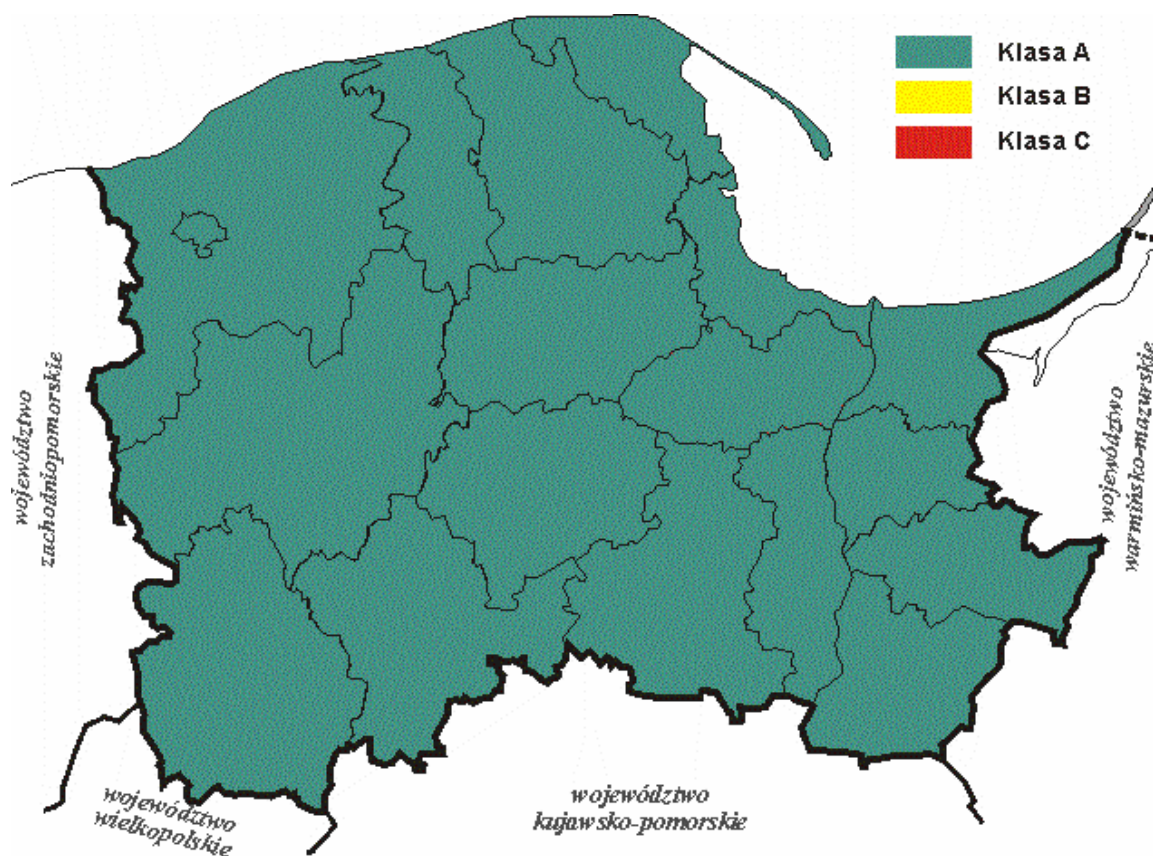 Klasa A
Klasa B
Klasa C
województwo
zachodniopomorskie
województwo
warmińsko-mazurskie
województwo
wielkopolskie
województwo
kujawsko-pomorskie